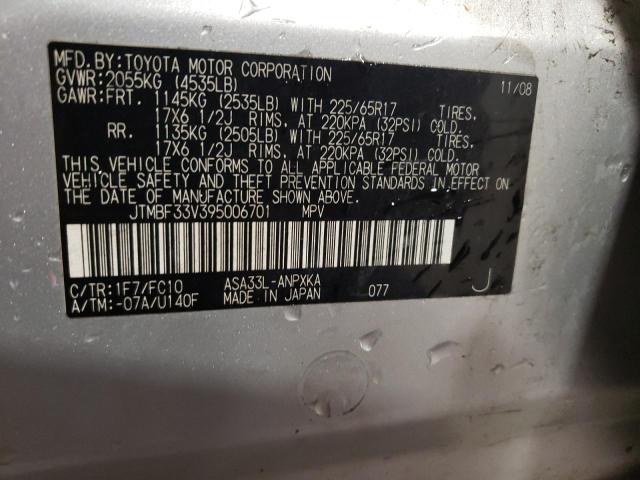 MFD.BY:TOYOTA MOTOR CORPORATION 11/08
GVWR:2055KG (4535LB)
GAWR:FRT. 1145KG (2535LB) WITH 225/65R17 TIRES,
17X6 1/2J RIMS, AT 220KPA (32PSI) COLD.
RR. 1135KG (2505LB) WITH 225/65R17 TIRES,
17X6 1/2J RIMS, AT 220KPA (32PSI) COLD.
THIS VEHICLE CONFORMS TO ALL APPLICABLE FEDERAL MOTOR
VEHICLE SAFETY AND THEFT PREVENTION STANDARDS IN EFFECT ON
THE DATE OF MANUFACTURE SHOWN ABOVE.
JTMBF33V395006701 MPV
C/TR:1F7/FC10 ASA33L-ANPXKA
A/TM:-07A/U140F MADE IN JAPAN 077 J